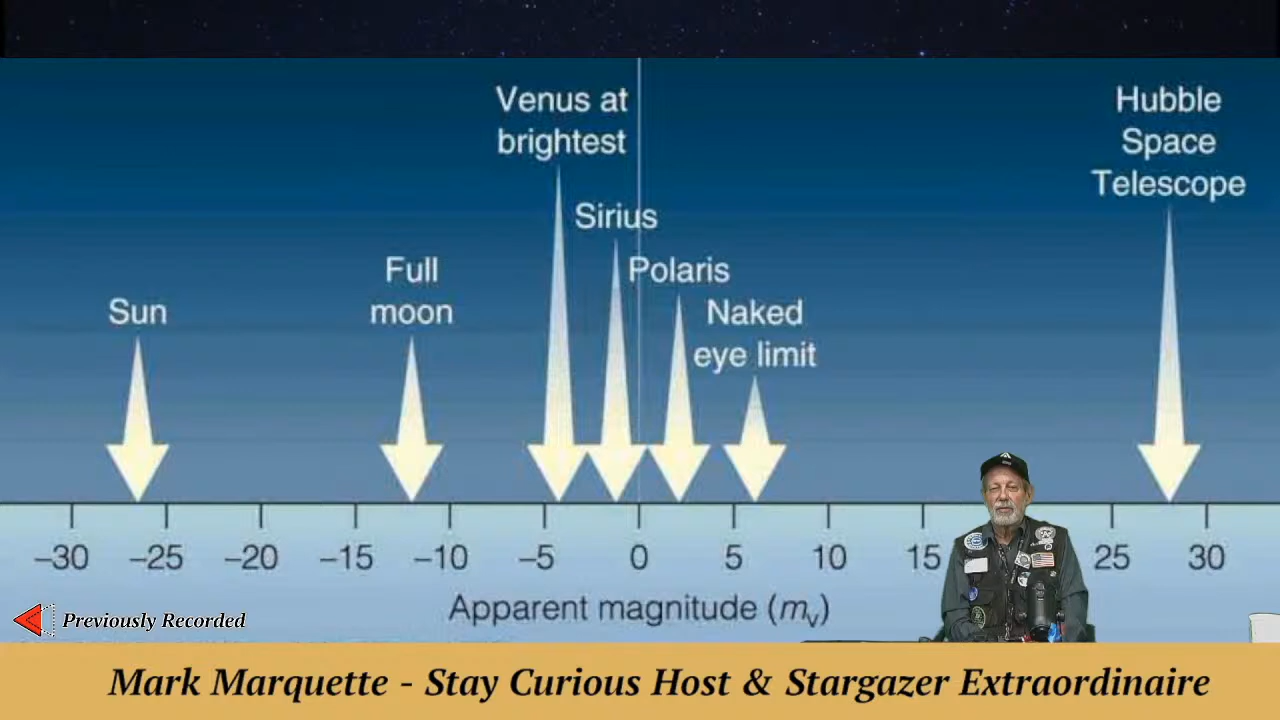 Venus at
brightest
Hubble
Space
Telescope
Sirius
Full
moon
Polaris
Sun
Naked
eye limit
–30 –25 –20 –15 –10 –5 0 5 10 15 25 30
Apparent magnitude (mv)
Previously Recorded
Mark Marquette - Stay Curious Host & Stargazer Extraordinaire